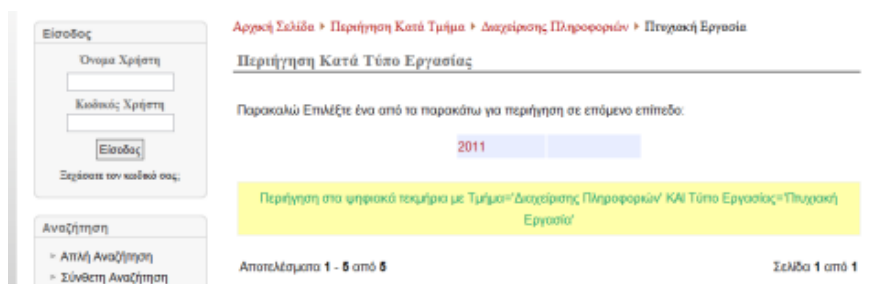 Είσοδος
Όνομα Χρήστη
Κωδικός Χρήστη
Είσοδος
Ξεχάσατε τον κωδικό σας;
Αναζήτηση
Απλή Αναζήτηση
Σύνθετη Αναζήτηση
Αρχική Σελίδα Περιήγηση Κατά Τμήμα Διαχείρισης Πληροφοριών Πτυχιακή Εργασία
Περιήγηση Κατά Τύπο Εργασίας
Παρακαλώ Επιλέξτε ένα από τα παρακάτω για περιήγηση σε επόμενο επίπεδο:
2011
Περιήγηση στα ψηφιακά τεκμήρια με Τμήμα='Διαχείρισης Πληροφοριών' ΚΑΙ Τύπο Εργασίας='Πτυχιακή
Εργασία'
Αποτελέσματα 1 - 5 από 5
Σελίδα 1 από 1